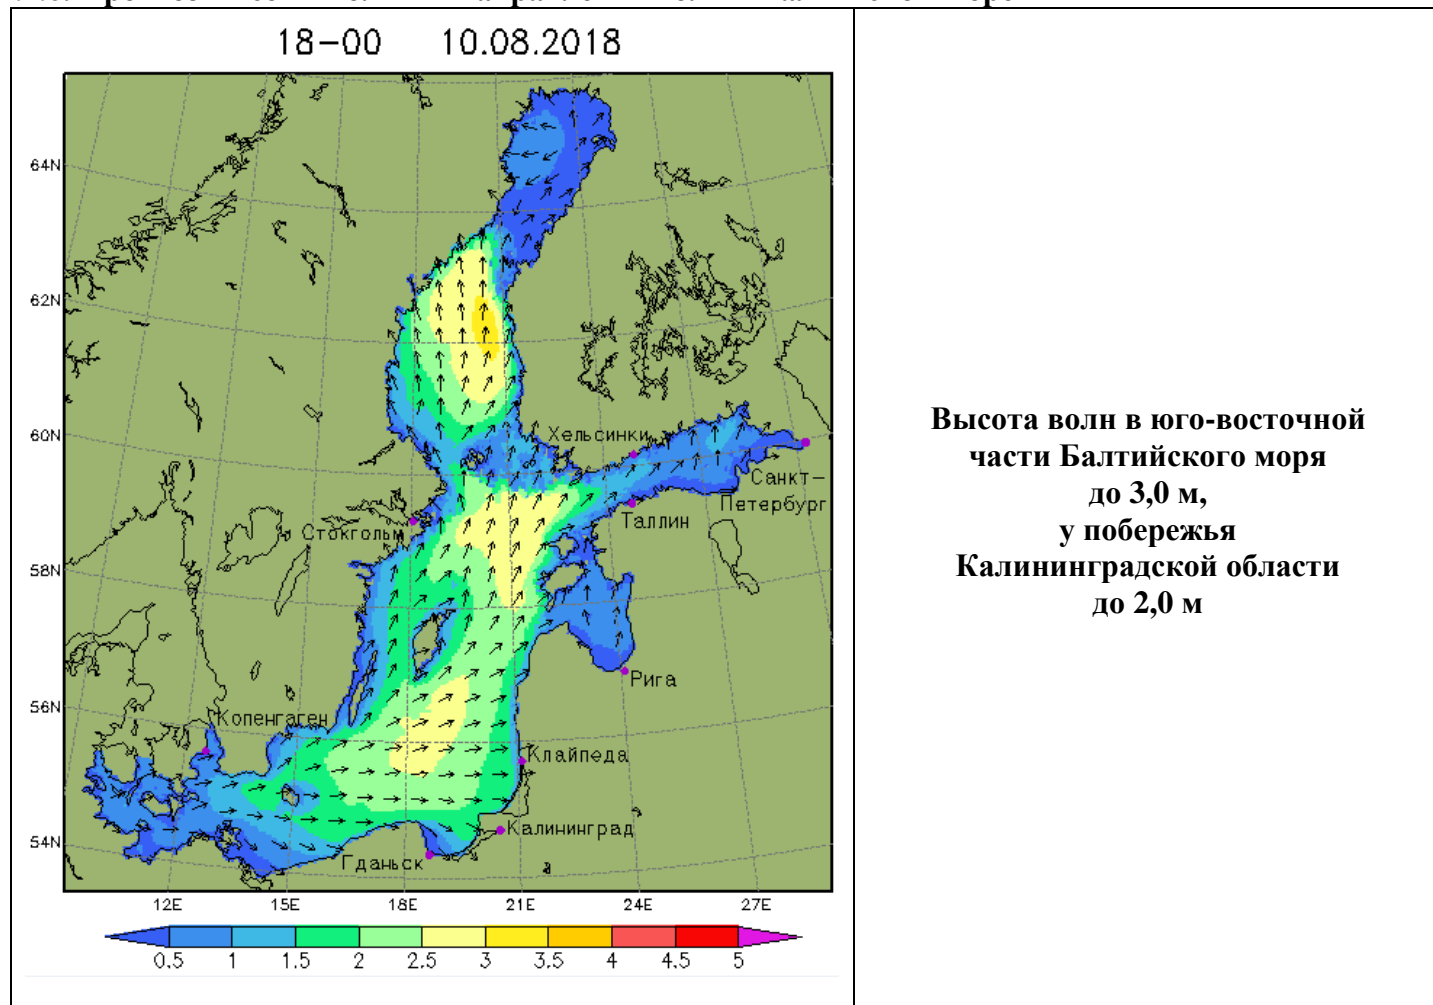 18-00 10.08.2018
64N
62N
60N
58N
56N
54N
Хельсинки
Санкт-
Петербург
Таллин
Стокгольм
Рига
Копенгаген
Клайпеда
Калининград
Гданьск
12E 15E 18E 21E 24E 27E
0.5 1 1.5 2 2.5 3 3.5 4 4.5 5
Высота волн в юго-восточной
части Балтийского моря
до 3,0 м,
у побережья
Калининградской области
до 2,0 м